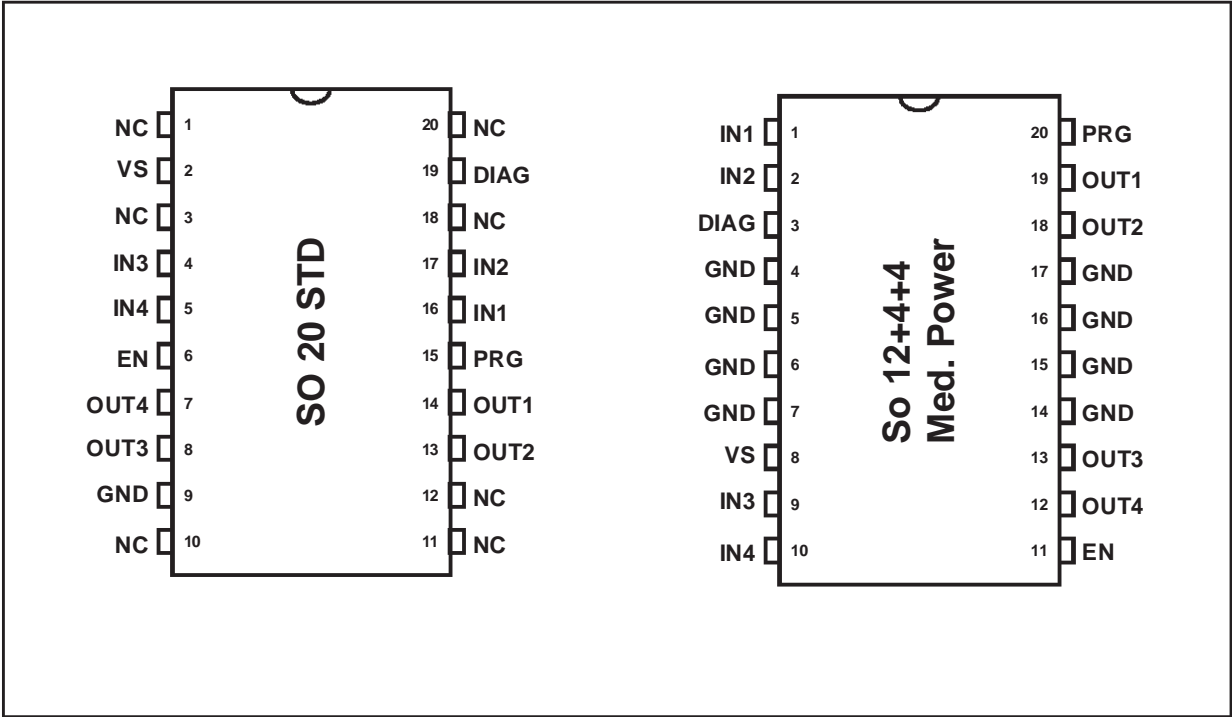 NC 1 20 NC
VS 2 19 DIAG
NC 3 18 NC
IN3 4 17 IN2
IN4 5 16 IN1
EN 6 15 PRG
OUT4 7 14 OUT1
OUT3 8 13 OUT2
GND 9 12 NC
NC 10 11 NC
SO 20 STD
IN1 1 20 PRG
IN2 2 19 OUT1
DIAG 3 18 OUT2
GND 4 17 GND
GND 5 16 GND
GND 6 15 GND
GND 7 14 GND
VS 8 13 OUT3
IN3 9 12 OUT4
IN4 10 11 EN
So 12+4+4
Med. Power